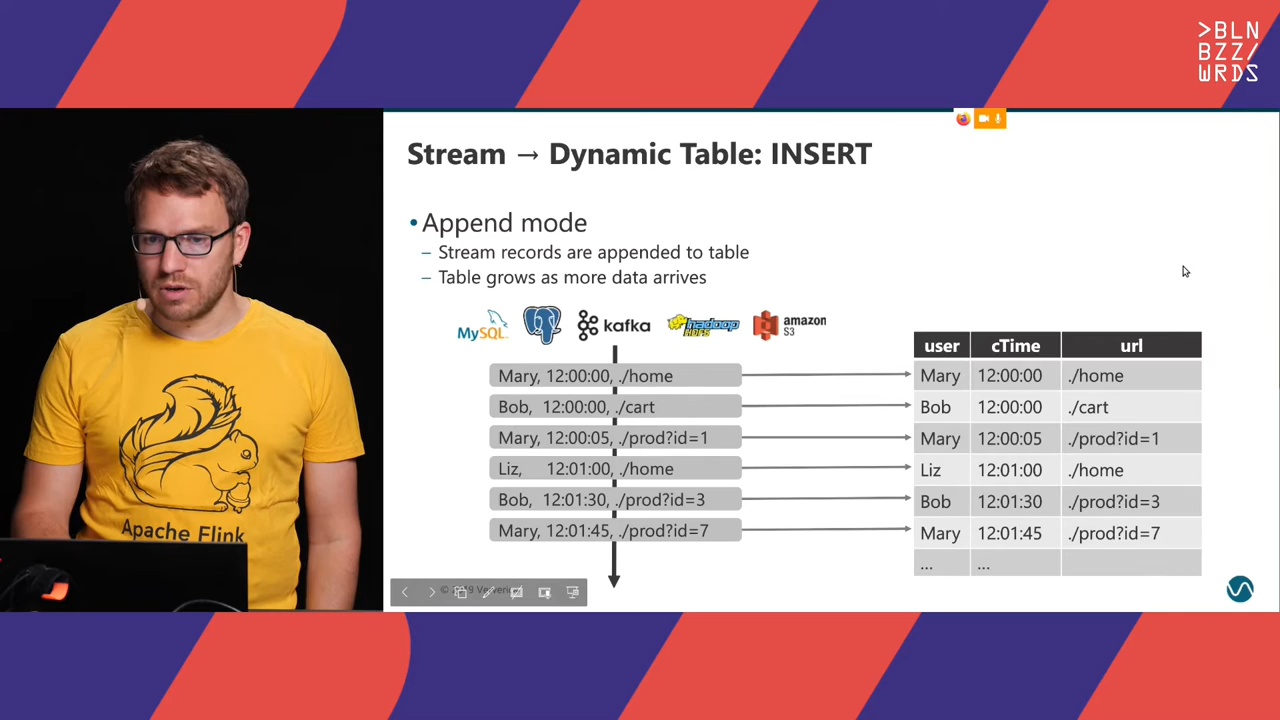 >BLN
BZZ/
WRDS
Stream → Dynamic Table: INSERT
•Append mode
– Stream records are appended to table
– Table grows as more data arrives
MySQL
kafka
hadoop
HDFS
amazon
S3
Mary, 12:00:00, ./home
Bob, 12:00:00, ./cart
Mary, 12:00:05, ./prod?id=1
Liz, 12:01:00, ./home
Bob, 12:01:30, ./prod?id=3
Mary, 12:01:45, ./prod?id=7
user cTime url
Mary 12:00:00 ./home
Bob 12:00:00 ./cart
Mary 12:00:05 ./prod?id=1
Liz 12:01:00 ./home
Bob 12:01:30 ./prod?id=3
Mary 12:01:45 ./prod?id=7
... ...
Apache Flink